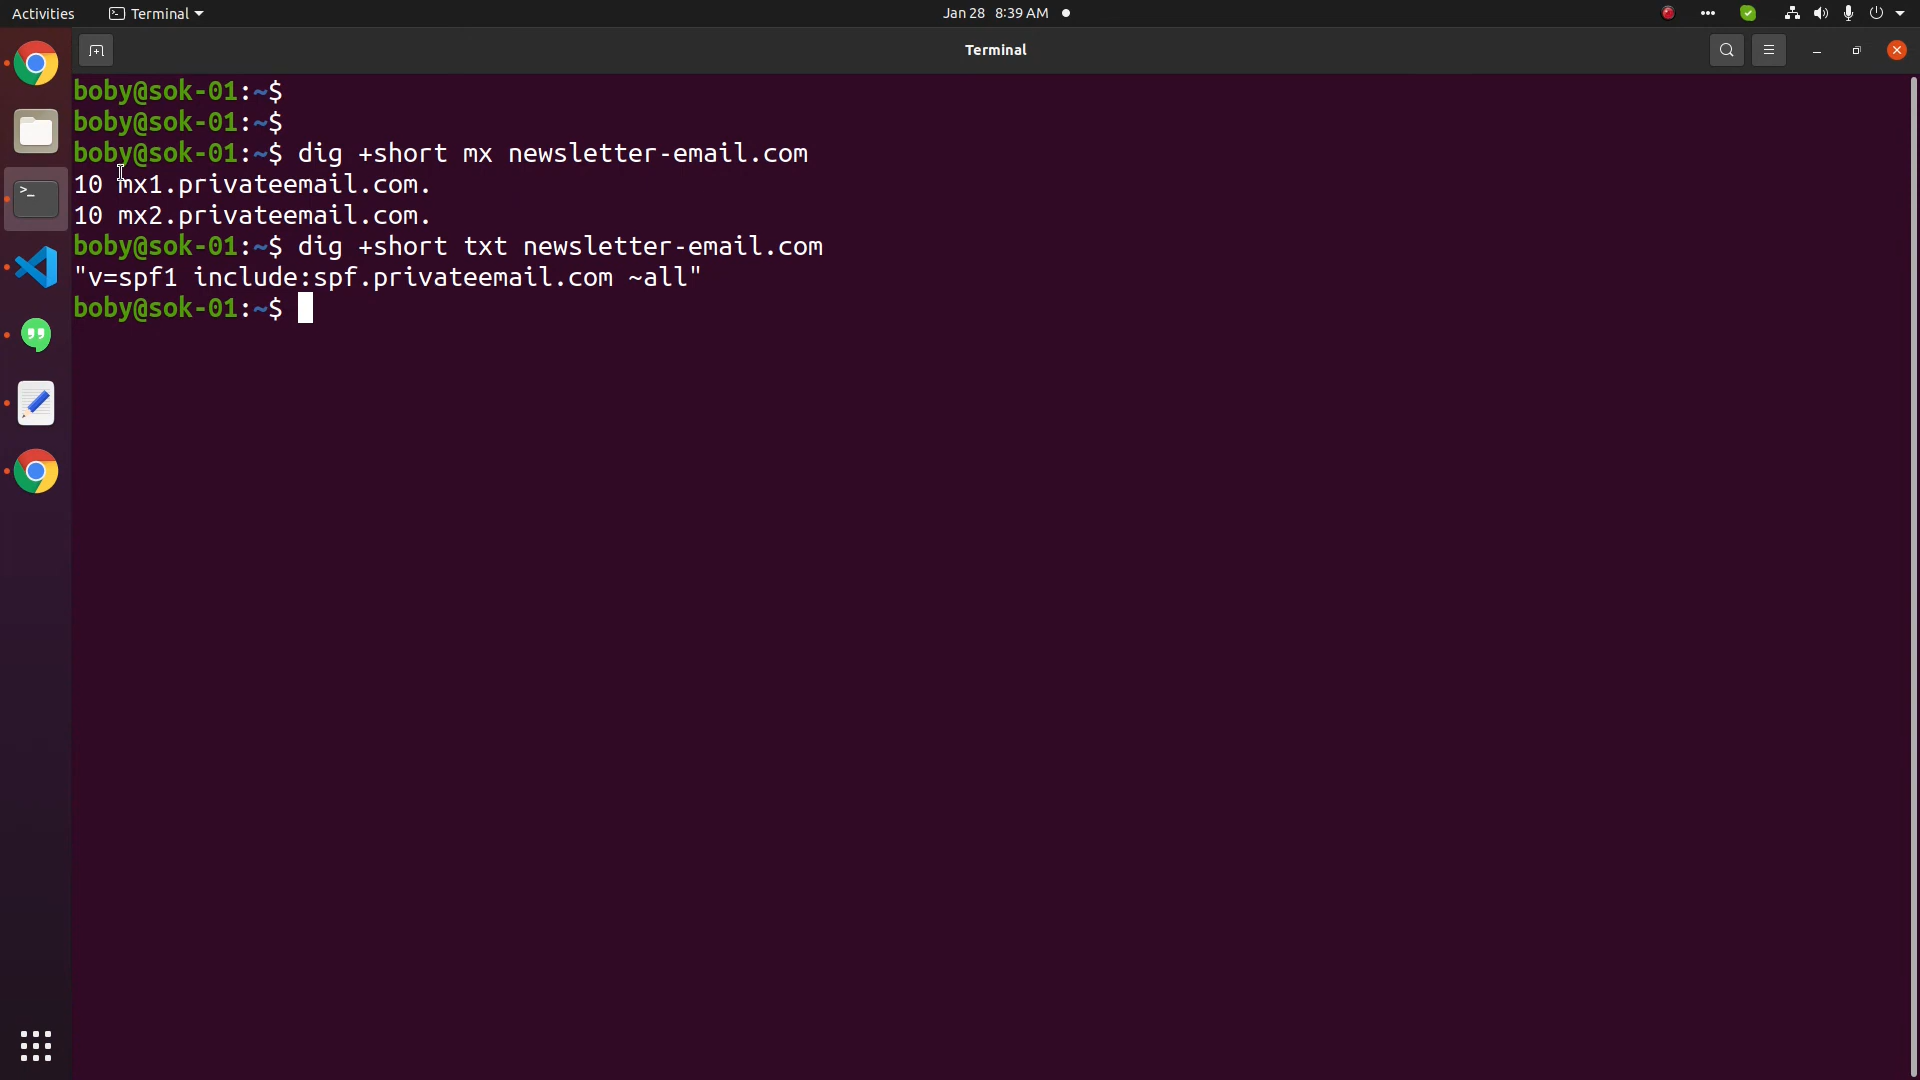 Activities Terminal Jan 28 8:39 AM
Terminal
boby@sok-01:~$
boby@sok-01:~$
boby@sok-01:~$ dig +short mx newsletter-email.com
10 mx1.privateemail.com.
10 mx2.privateemail.com.
boby@sok-01:~$ dig +short txt newsletter-email.com
"v=spf1 include:spf.privateemail.com ~all"
boby@sok-01:~$